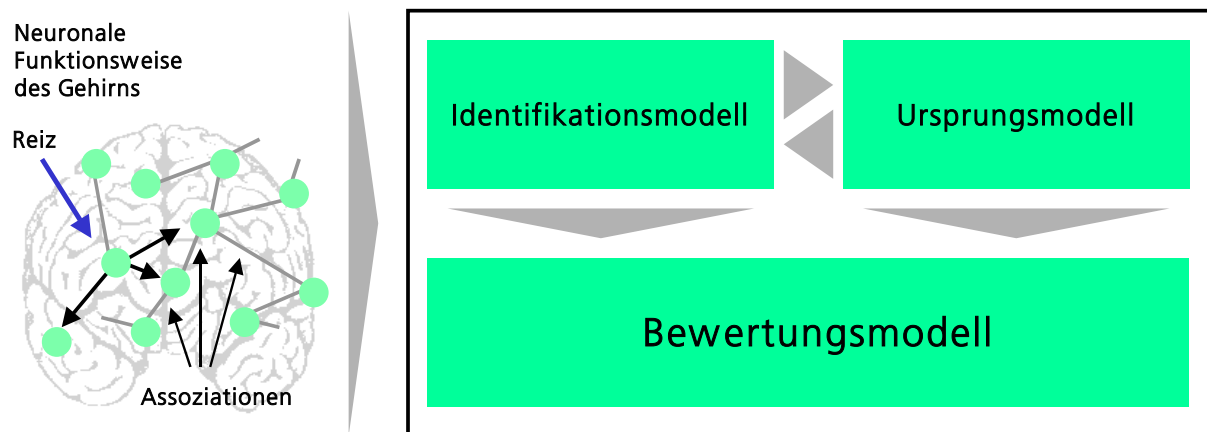 Neuronale
Funktionsweise
des Gehirns
Reiz
Assoziationen
Identifikationsmodell
Ursprungsmodell
Bewertungsmodell